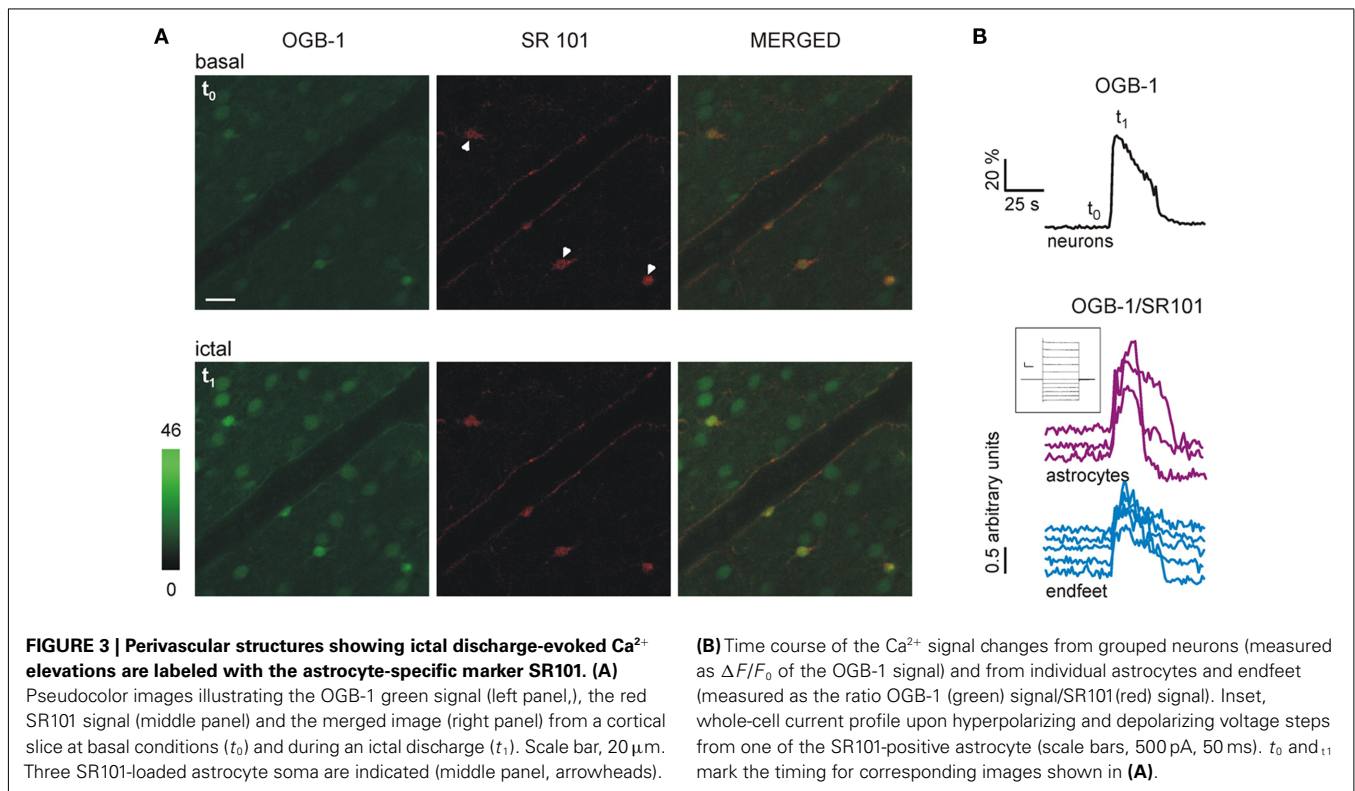 A
OGB-1
SR 101
MERGED
basal
t₀
ictal
t₁
46
0
B
OGB-1
t₁
20 %
25 s
t₀
neurons
OGB-1/SR101
astrocytes
0.5 arbitrary units
endfeet
FIGURE 3 | Perivascular structures showing ictal discharge-evoked Ca²⁺
elevations are labeled with the astrocyte-specific marker SR101. (A)
Pseudocolor images illustrating the OGB-1 green signal (left panel,), the red
SR101 signal (middle panel) and the merged image (right panel) from a cortical
slice at basal conditions (t₀) and during an ictal discharge (t₁). Scale bar, 20 μm.
Three SR101-loaded astrocyte soma are indicated (middle panel, arrowheads).
(B) Time course of the Ca²⁺ signal changes from grouped neurons (measured
as ΔF/F₀ of the OGB-1 signal) and from individual astrocytes and endfeet
(measured as the ratio OGB-1 (green) signal/SR101(red) signal). Inset,
whole-cell current profile upon hyperpolarizing and depolarizing voltage steps
from one of the SR101-positive astrocyte (scale bars, 500 pA, 50 ms). t₀ and ₜ₁
mark the timing for corresponding images shown in (A).